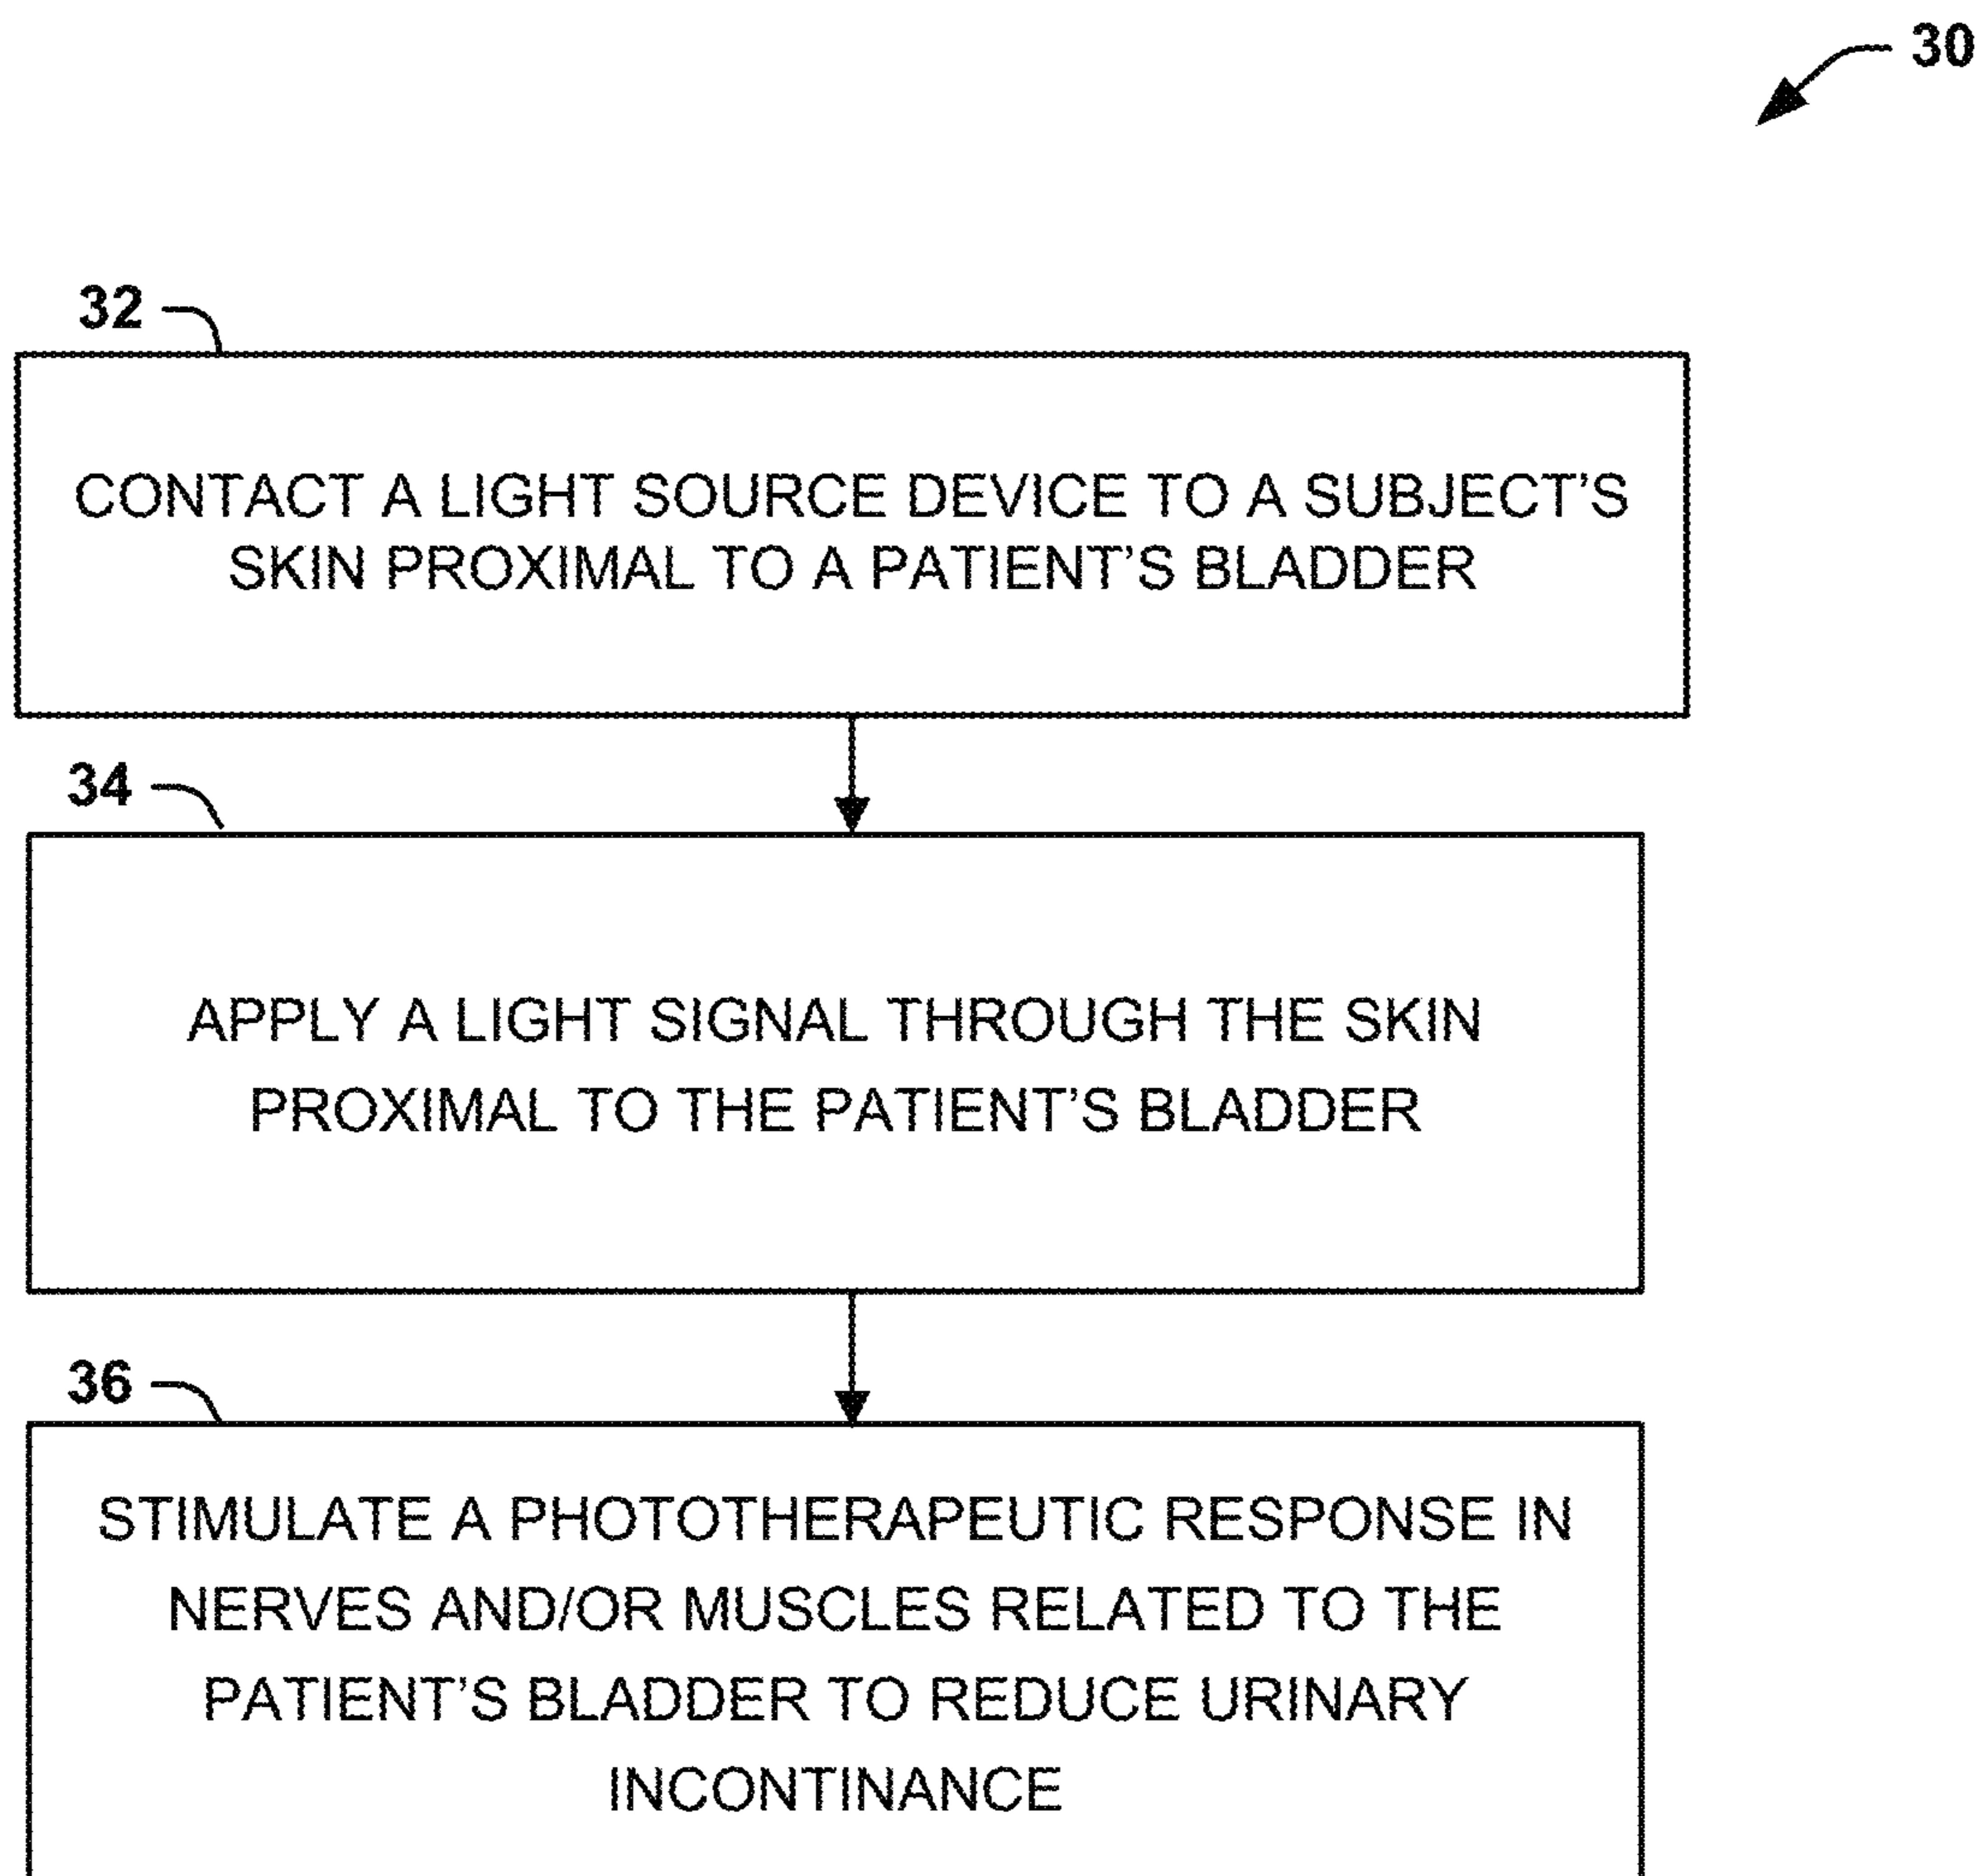 30
32
CONTACT A LIGHT SOURCE DEVICE TO A SUBJECT'S
SKIN PROXIMAL TO A PATIENT'S BLADDER
34
APPLY A LIGHT SIGNAL THROUGH THE SKIN
PROXIMAL TO THE PATIENT'S BLADDER
36
STIMULATE A PHOTOTHERAPEUTIC RESPONSE IN
NERVES AND/OR MUSCLES RELATED TO THE
PATIENT'S BLADDER TO REDUCE URINARY
INCONTINANCE